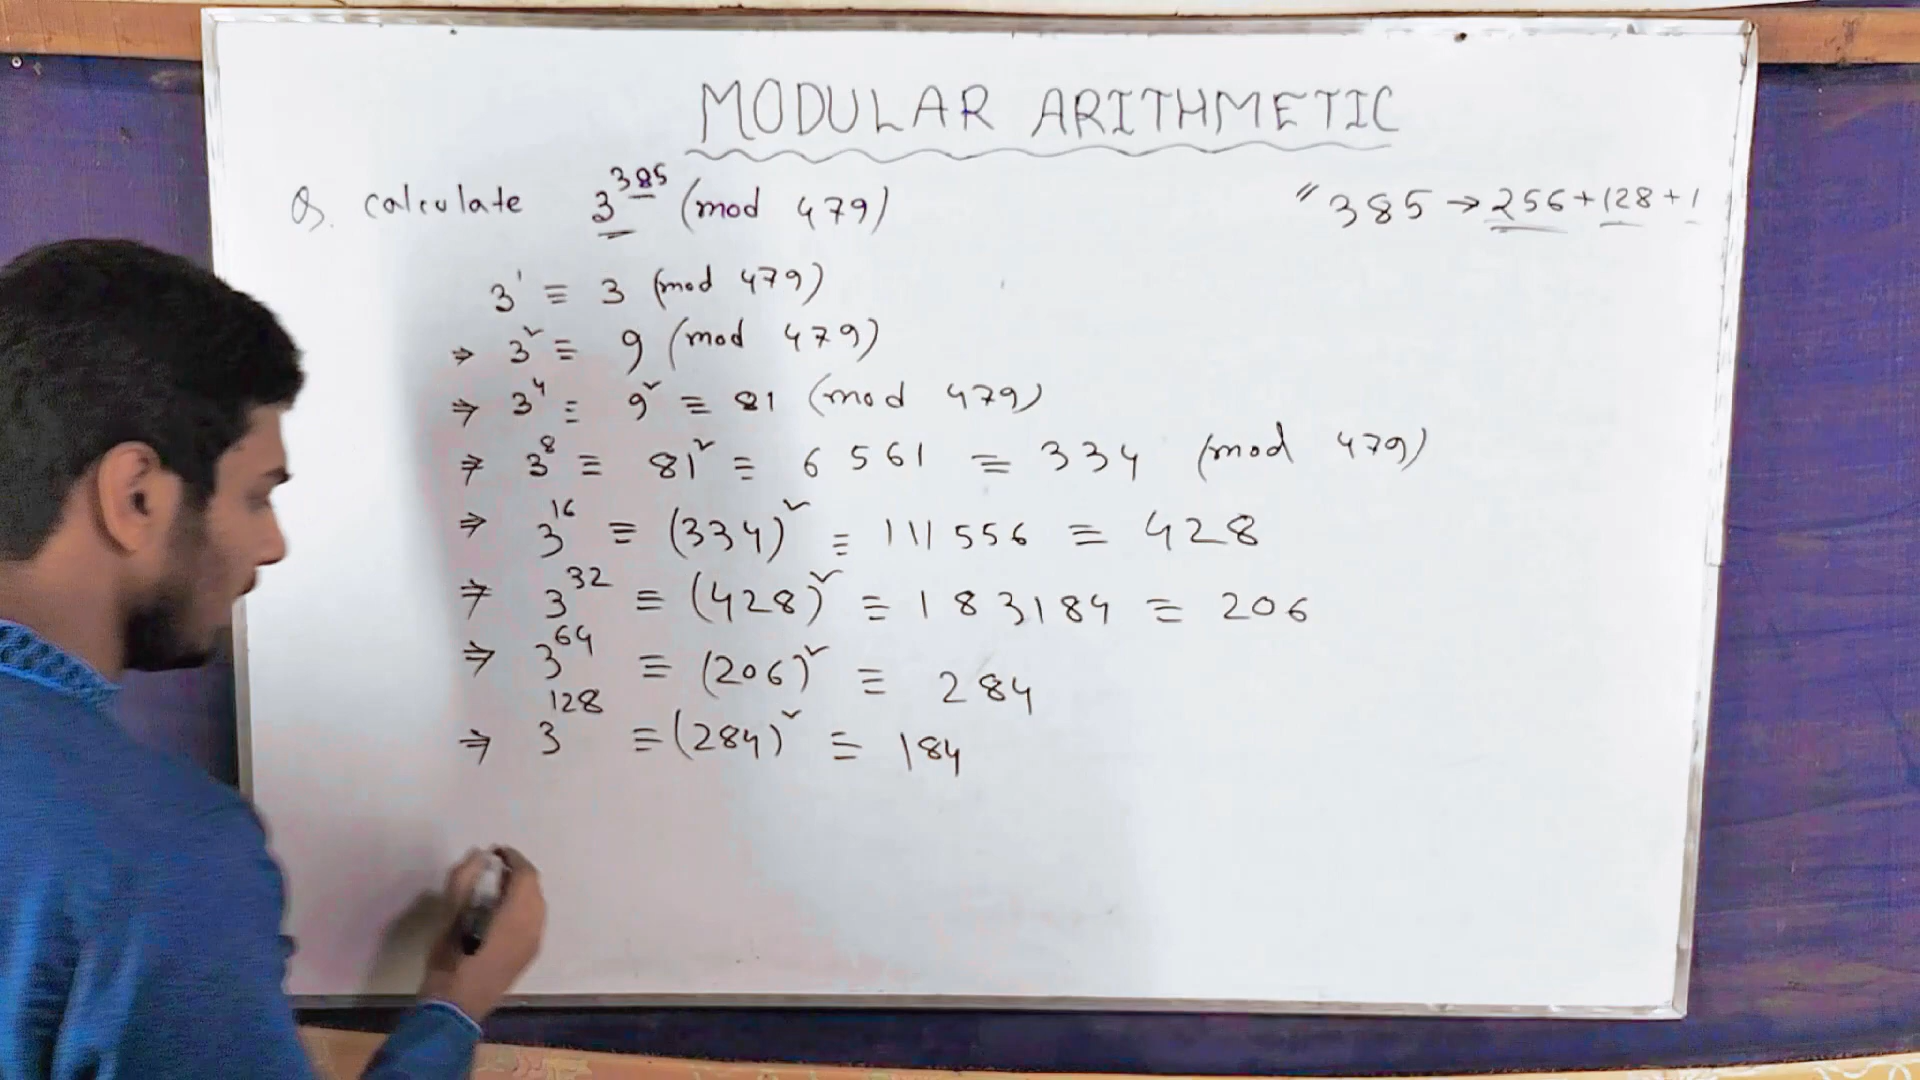 MODULAR ARITHMETIC
Q. calculate 3^385 (mod 479)
" 385 → 256 + 128 + 1
3^1 ≡ 3 (mod 479)
⇒ 3^2 ≡ 9 (mod 479)
⇒ 3^4 ≡ 9^2 ≡ 81 (mod 479)
⇒ 3^8 ≡ 81^2 ≡ 6561 ≡ 334 (mod 479)
⇒ 3^16 ≡ (334)^2 ≡ 111556 ≡ 428
⇒ 3^32 ≡ (428)^2 ≡ 183184 ≡ 206
⇒ 3^64 ≡ (206)^2 ≡ 284
⇒ 3^128 ≡ (284)^2 ≡ 184